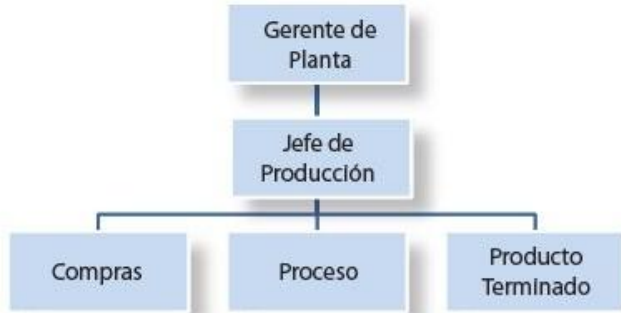 Gerente de
Planta
Jefe de
Producción
Compras
Proceso
Producto
Terminado